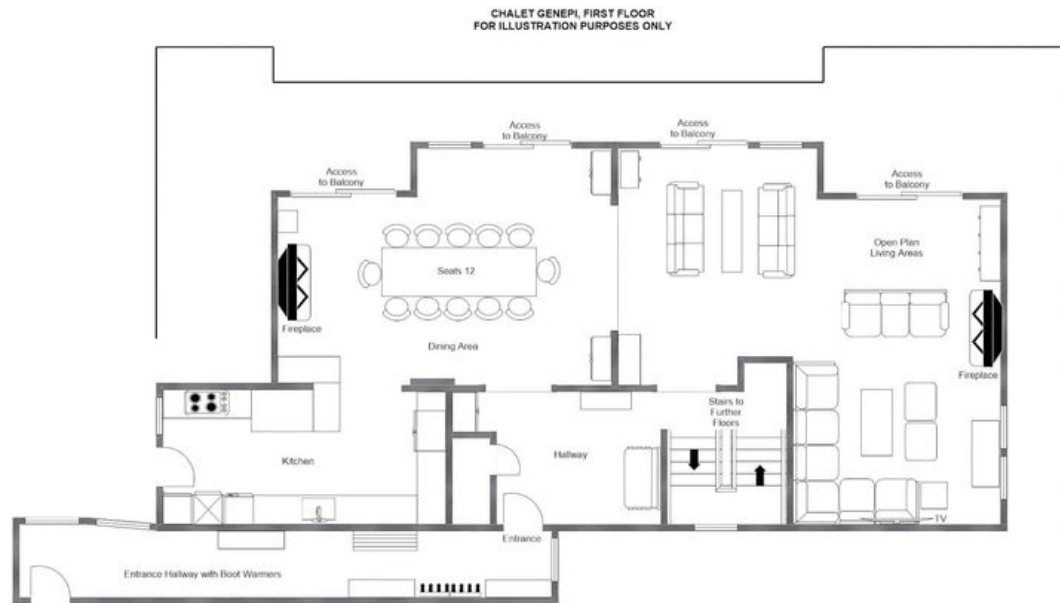 CHALET GENEPI, FIRST FLOOR
FOR ILLUSTRATION PURPOSES ONLY
Access
to Balcony
Access
to Balcony
Access
to Balcony
Access
to Balcony
Open Plan
Living Areas
Seats 12
Fireplace
Dining Area
Fireplace
Stairs to
Further
Floors
Kitchen
Hallway
TV
Entrance
Entrance Hallway with Boot Warmers